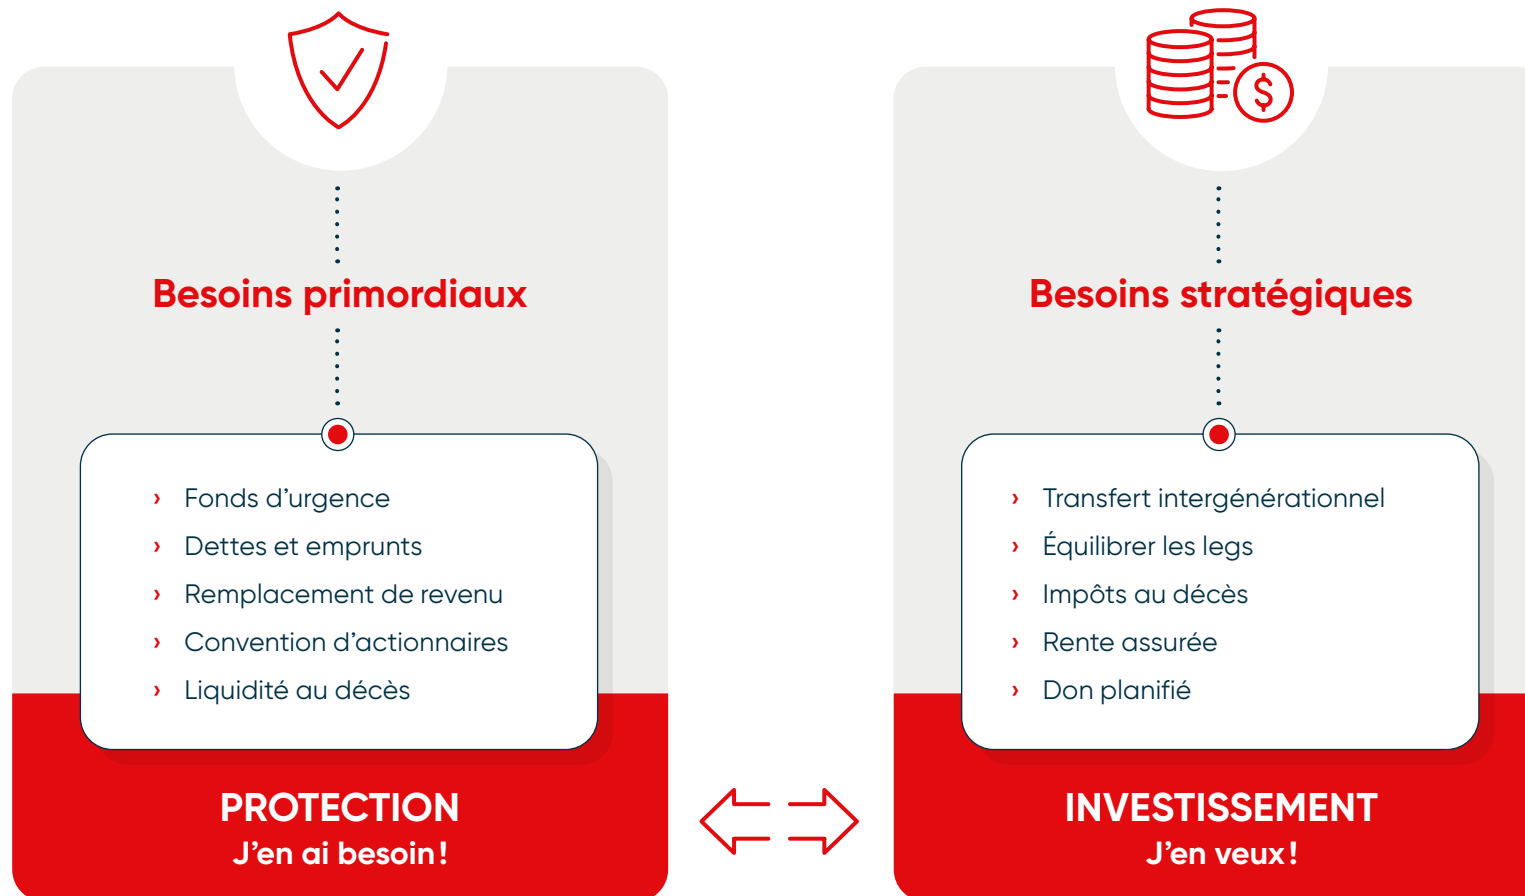 $
Besoins primordiaux
› Fonds d’urgence
› Dettes et emprunts
› Remplacement de revenu
› Convention d’actionnaires
› Liquidité au décès
PROTECTION
J’en ai besoin !
Besoins stratégiques
› Transfert intergénérationnel
› Équilibrer les legs
› Impôts au décès
› Rente assurée
› Don planifié
INVESTISSEMENT
J’en veux !